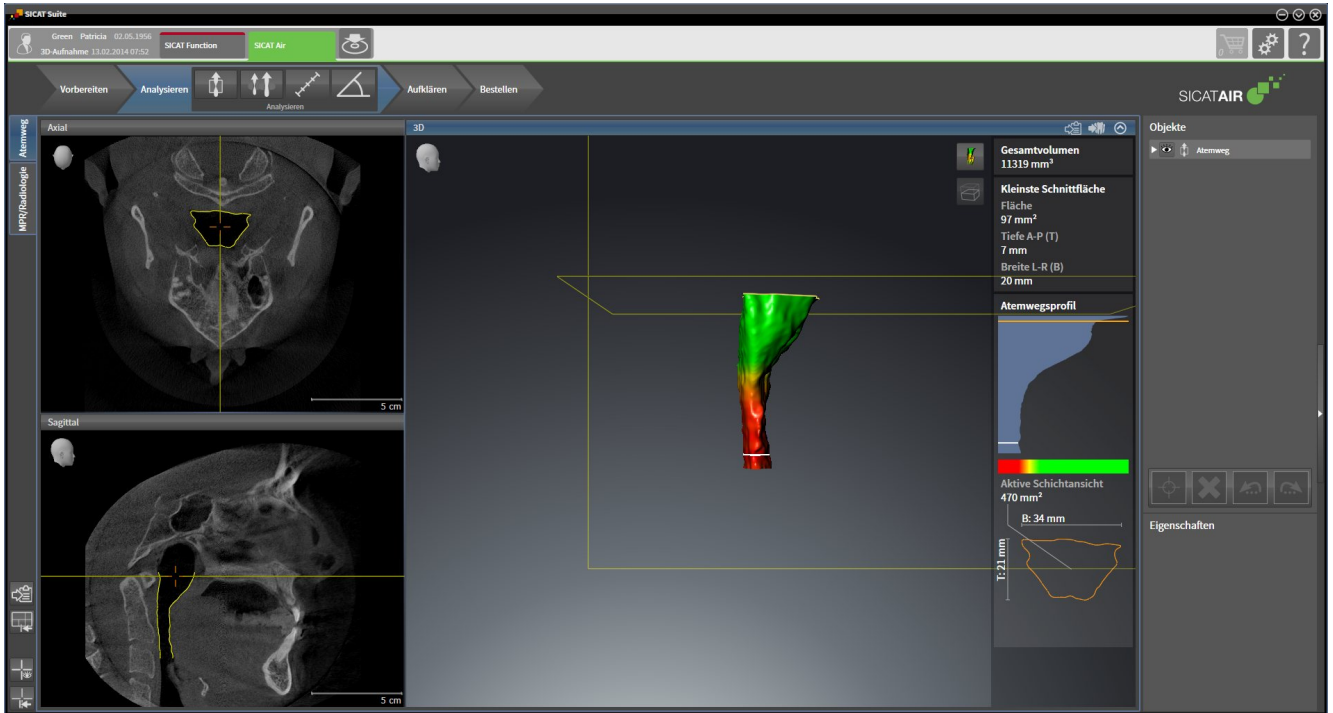 SICAT Suite
Green Patricia 02.05.1956
3D-Aufnahme 13.02.2014 07:52
SICAT Function
SICAT Air
0
?
Vorbereiten
Analysieren
Analysieren
Aufklären
Bestellen
SICATAIR
Atemweg
MPR/Radiologie
Axial
5 cm
Sagittal
5 cm
3D
Gesamtvolumen
11319 mm³
Kleinste Schnittfläche
Fläche
97 mm²
Tiefe A-P (T)
7 mm
Breite L-R (B)
20 mm
Atemwegsprofil
Aktive Schichtansicht
470 mm²
B: 34 mm
T: 21 mm
Objekte
Atemweg
Eigenschaften